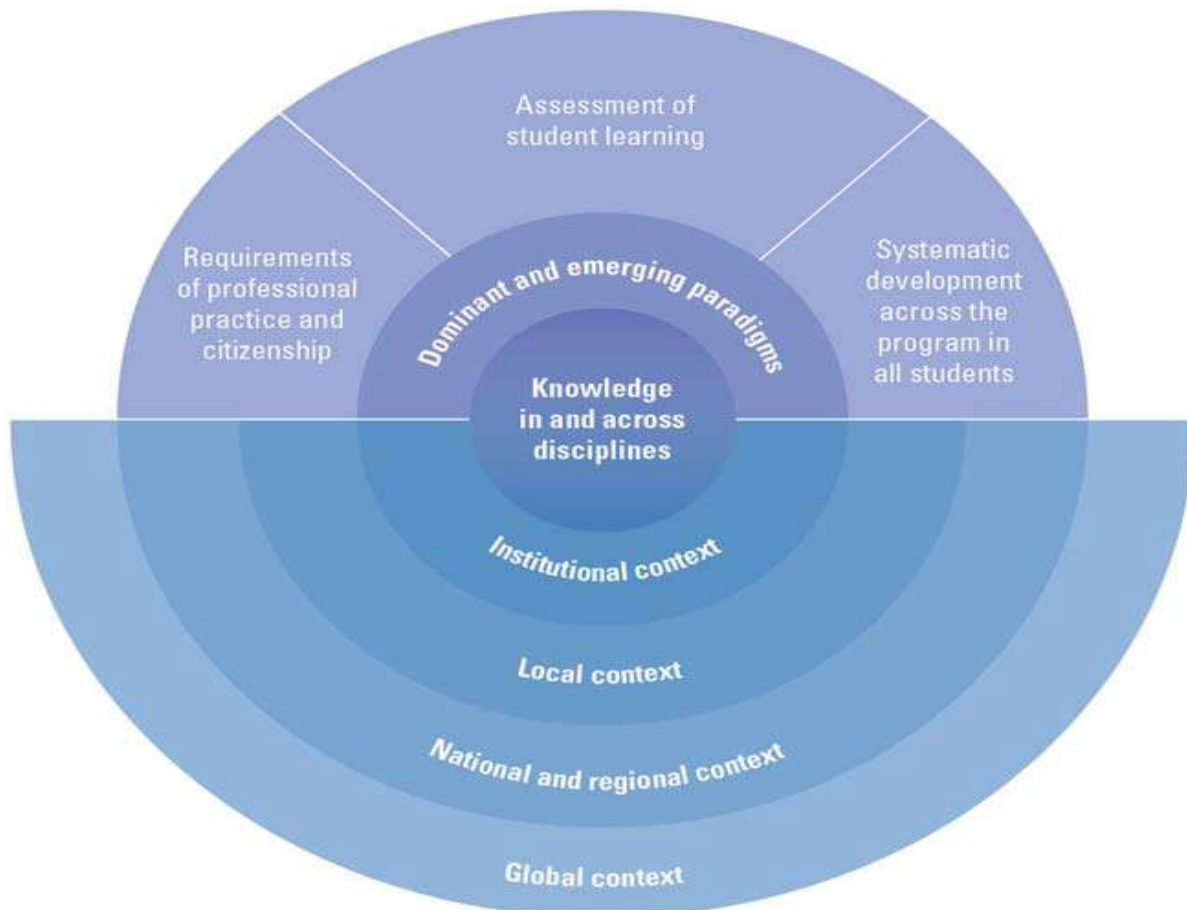 Assessment of
student learning
Requirements
of professional
practice and
citizenship
Systematic
development
across the
program in
all students
Dominant and emerging paradigms
Knowledge
in and across
disciplines
Institutional context
Local context
National and regional context
Global context